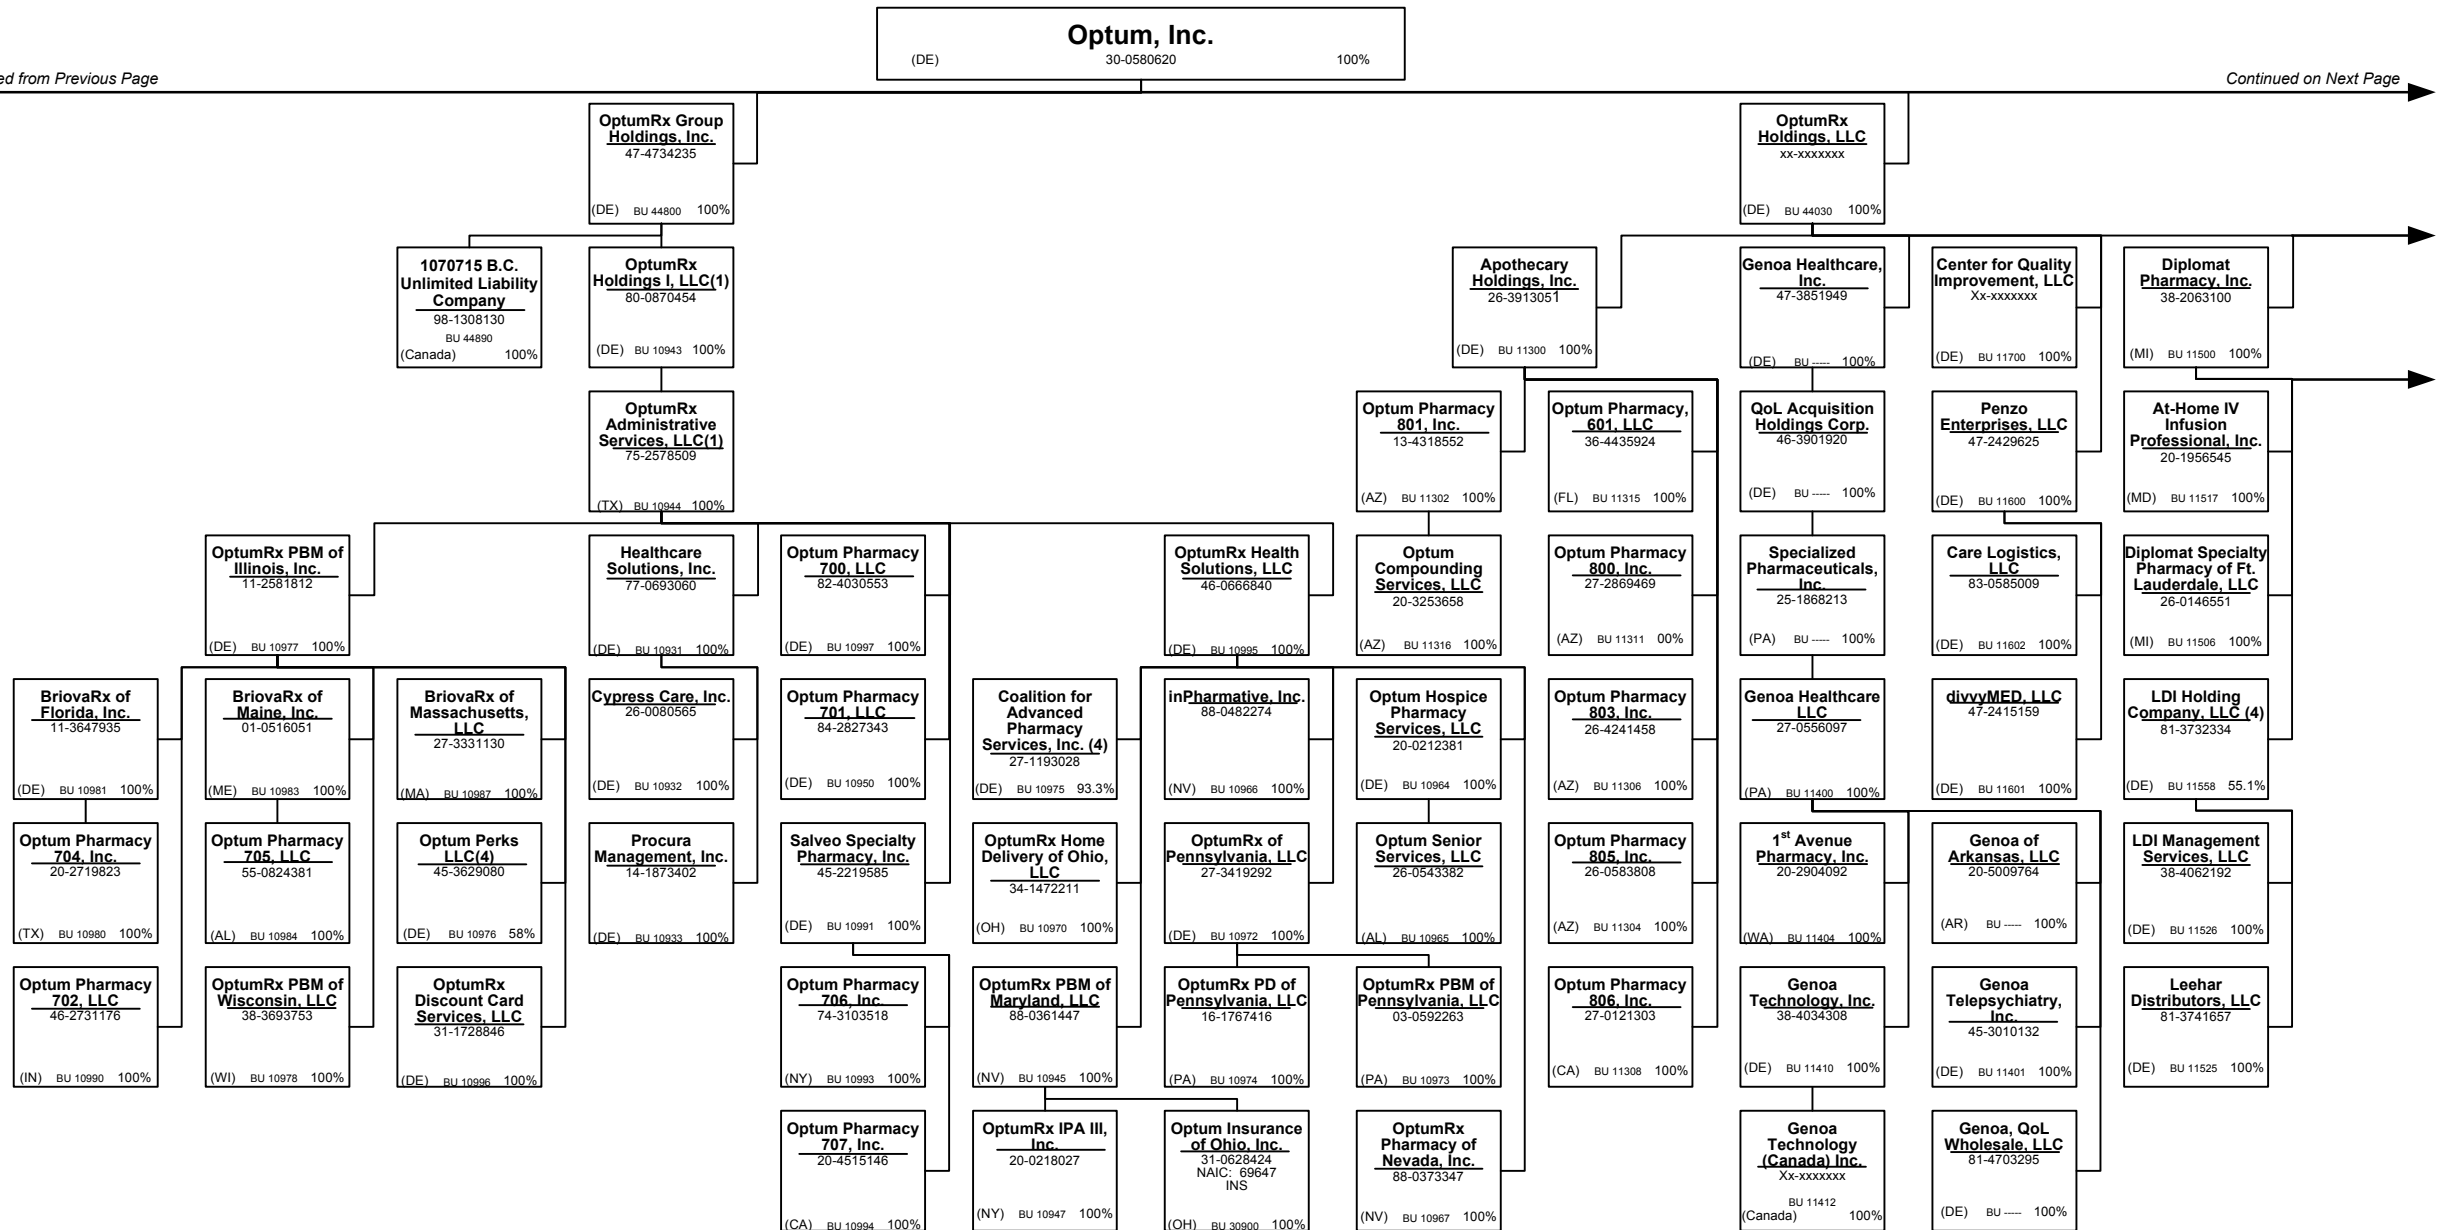 Optum, Inc.
(DE) 30-0580620 100%
ed from Previous Page
Continued on Next Page
OptumRx Group
Holdings, Inc.
47-4734235
(DE) BU 44800 100%
OptumRx
Holdings, LLC
xx-xxxxxxx
(DE) BU 44030 100%
1070715 B.C.
Unlimited Liability
Company
98-1308130
BU 44890
(Canada) 100%
OptumRx
Holdings I, LLC(1)
80-0870454
(DE) BU 10943 100%
Apothecary
Holdings, Inc.
26-3913051
(DE) BU 11300 100%
Genoa Healthcare,
Inc.
47-3851949
(DE) BU ----- 100%
Center for Quality
Improvement, LLC
Xx-xxxxxxx
(DE) BU 11700 100%
Diplomat
Pharmacy, Inc.
38-2063100
(MI) BU 11500 100%
OptumRx
Administrative
Services, LLC(1)
75-2578509
(TX) BU 10944 100%
Optum Pharmacy
801, Inc.
13-4318552
(AZ) BU 11302 100%
Optum Pharmacy,
601, LLC
36-4435924
(FL) BU 11315 100%
QoL Acquisition
Holdings Corp.
46-3901920
(DE) BU ----- 100%
Penzo
Enterprises, LLC
47-2429625
(DE) BU 11600 100%
At-Home IV
Infusion
Professional, Inc.
20-1956545
(MD) BU 11517 100%
OptumRx PBM of
Illinois, Inc.
11-2581812
(DE) BU 10977 100%
Healthcare
Solutions, Inc.
77-0693060
(DE) BU 10931 100%
Optum Pharmacy
700, LLC
82-4030553
(DE) BU 10997 100%
OptumRx Health
Solutions, LLC
46-0666840
(DE) BU 10995 100%
Optum
Compounding
Services, LLC
20-3253658
(AZ) BU 11316 100%
Optum Pharmacy
800, Inc.
27-2869469
(AZ) BU 11311 00%
Specialized
Pharmaceuticals,
Inc.
25-1868213
(PA) BU ----- 100%
Care Logistics,
LLC
83-0585009
(DE) BU 11602 100%
Diplomat Specialty
Pharmacy of Ft.
Lauderdale, LLC
26-0146551
(MI) BU 11506 100%
BriovaRx of
Florida, Inc.
11-3647935
(DE) BU 10981 100%
BriovaRx of
Maine, Inc.
01-0516051
(ME) BU 10983 100%
BriovaRx of
Massachusetts,
LLC
27-3331130
(MA) BU 10987 100%
Cypress Care, Inc.
26-0080565
(DE) BU 10932 100%
Optum Pharmacy
701, LLC
84-2827343
(DE) BU 10950 100%
Coalition for
Advanced
Pharmacy
Services, Inc. (4)
27-1193028
(DE) BU 10975 93.3%
inPharmative, Inc.
88-0482274
(NV) BU 10966 100%
Optum Hospice
Pharmacy
Services, LLC
20-0212381
(DE) BU 10964 100%
Optum Pharmacy
803, Inc.
26-4241458
(AZ) BU 11306 100%
Genoa Healthcare
LLC
27-0556097
(PA) BU 11400 100%
divvyMED, LLC
47-2415159
(DE) BU 11601 100%
LDI Holding
Company, LLC (4)
81-3732334
(DE) BU 11558 55.1%
Optum Pharmacy
704, Inc.
20-2719823
(TX) BU 10980 100%
Optum Pharmacy
705, LLC
55-0824381
(AL) BU 10984 100%
Optum Perks
LLC(4)
45-3629080
(DE) BU 10976 58%
Procura
Management, Inc.
14-1873402
(DE) BU 10933 100%
Salveo Specialty
Pharmacy, Inc.
45-2219585
(DE) BU 10991 100%
OptumRx Home
Delivery of Ohio,
LLC
34-1472211
(OH) BU 10970 100%
OptumRx of
Pennsylvania, LLC
27-3419292
(DE) BU 10972 100%
Optum Senior
Services, LLC
26-0543382
(AL) BU 10965 100%
Optum Pharmacy
805, Inc.
26-0583808
(AZ) BU 11304 100%
1st Avenue
Pharmacy, Inc.
20-2904092
(WA) BU 11404 100%
Genoa of
Arkansas, LLC
20-5009764
(AR) BU ----- 100%
LDI Management
Services, LLC
38-4062192
(DE) BU 11526 100%
Optum Pharmacy
702, LLC
46-2731176
(IN) BU 10990 100%
OptumRx PBM of
Wisconsin, LLC
38-3693753
(WI) BU 10978 100%
OptumRx
Discount Card
Services, LLC
31-1728846
(DE) BU 10996 100%
Optum Pharmacy
706, Inc.
74-3103518
(NY) BU 10993 100%
OptumRx PBM of
Maryland, LLC
88-0361447
(NV) BU 10945 100%
OptumRx PD of
Pennsylvania, LLC
16-1767416
(PA) BU 10974 100%
OptumRx PBM of
Pennsylvania, LLC
03-0592263
(PA) BU 10973 100%
Optum Pharmacy
806, Inc.
27-0121303
(CA) BU 11308 100%
Genoa
Technology, Inc.
38-4034308
(DE) BU 11410 100%
Genoa
Telepsychiatry,
Inc.
45-3010132
(DE) BU 11401 100%
Leehar
Distributors, LLC
81-3741657
(DE) BU 11525 100%
Optum Pharmacy
707, Inc.
20-4515146
(CA) BU 10994 100%
OptumRx IPA III,
Inc.
20-0218027
(NY) BU 10947 100%
Optum Insurance
of Ohio, Inc.
31-0628424
NAIC: 69647
INS
(OH) BU 30900 100%
OptumRx
Pharmacy of
Nevada, Inc.
88-0373347
(NV) BU 10967 100%
Genoa
Technology
(Canada) Inc.
Xx-xxxxxxx
BU 11412
(Canada) 100%
Genoa, QoL
Wholesale, LLC
81-4703295
(DE) BU ----- 100%